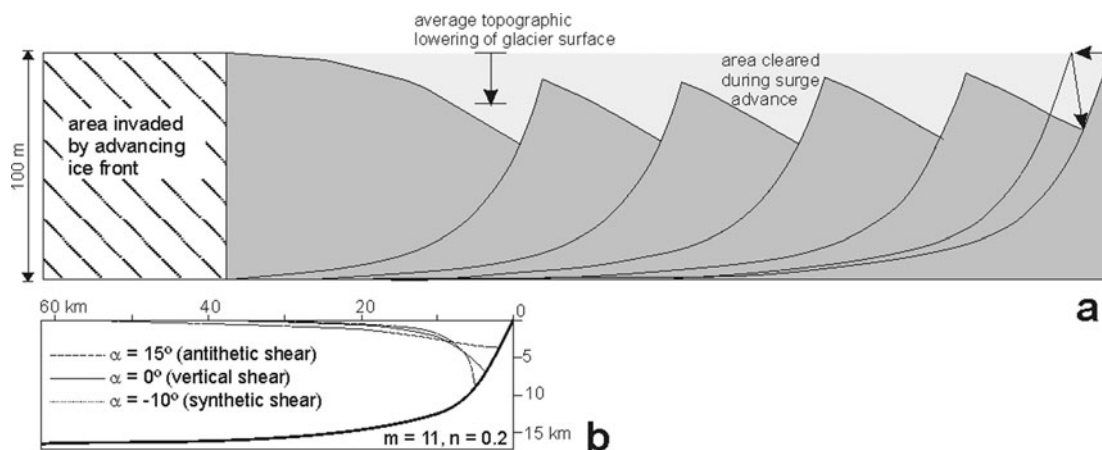 average topographic
lowering of glacier surface
area cleared
during surge
advance
area invaded
by advancing
ice front
100 m
a
60 km
40
20
0
5
10
15 km
α = 15° (antithetic shear)
α = 0° (vertical shear)
α = -10° (synthetic shear)
m = 11, n = 0.2
b